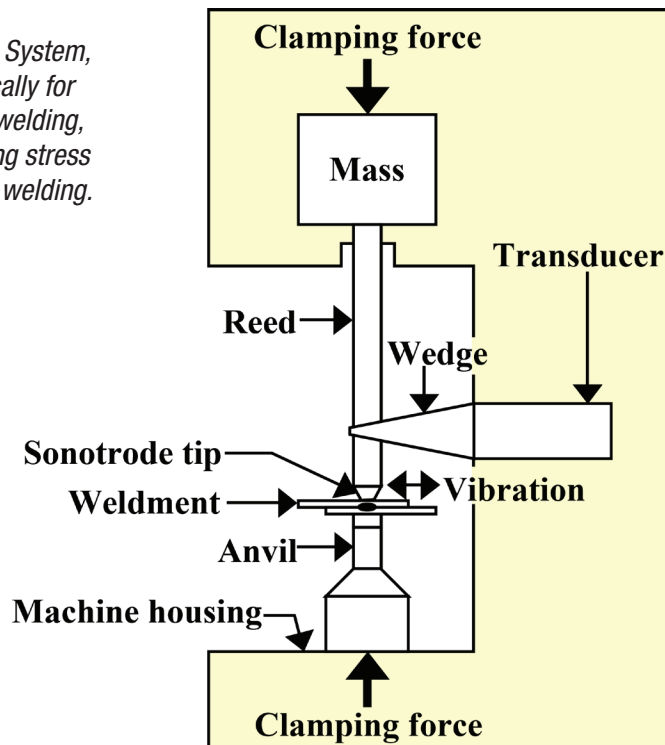 System,
cally for
welding,
ng stress
welding.
Clamping force
Mass
Transducer
Reed
Wedge
Sonotrode tip
Vibration
Weldment
Anvil
Machine housing
Clamping force